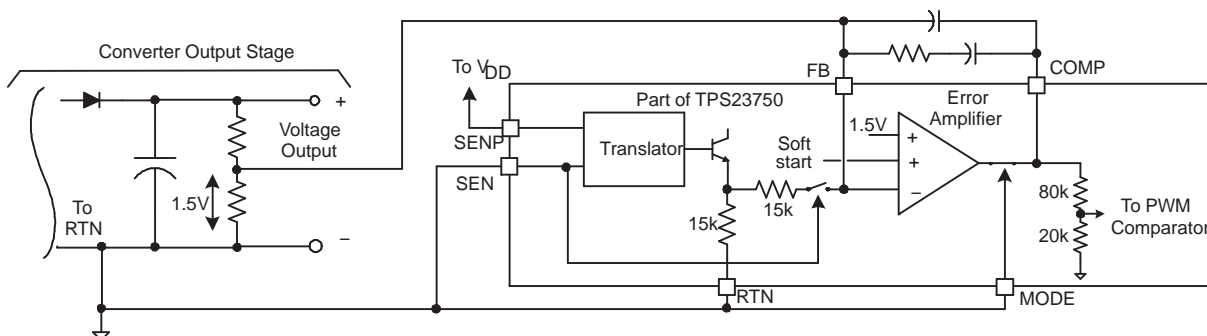 Converter Output Stage
To VDD
FB
COMP
Part of TPS23750
Error
Amplifier
+
Voltage
Output
SENP
Translator
1.5V
+
Soft
start
+
SEN
−
1.5V
15k
15k
80k
To PWM
Comparator
20k
To
RTN
−
RTN
MODE